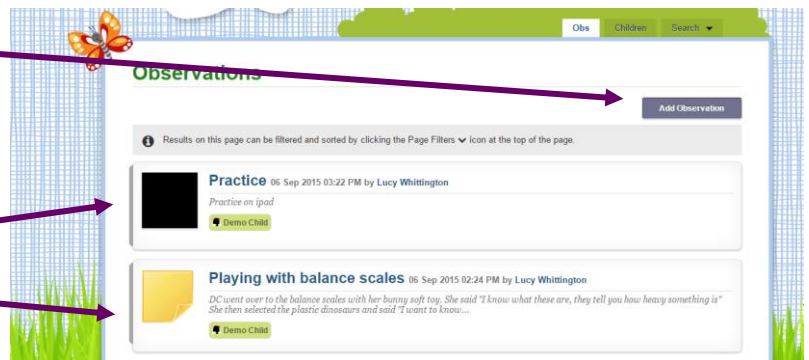 Obs Children Search
Observations
Add Observation
Results on this page can be filtered and sorted by clicking the Page Filters icon at the top of the page.
Practice 06 Sep 2015 03:22 PM by Lucy Whittington
Practice on ipad
Demo Child
Playing with balance scales 06 Sep 2015 02:24 PM by Lucy Whittington
DC went over to the balance scales with her bunny soft toy. She said "I know what these are, they tell you how heavy something is"
She then selected the plastic dinosaurs and said "I want to know...
Demo Child